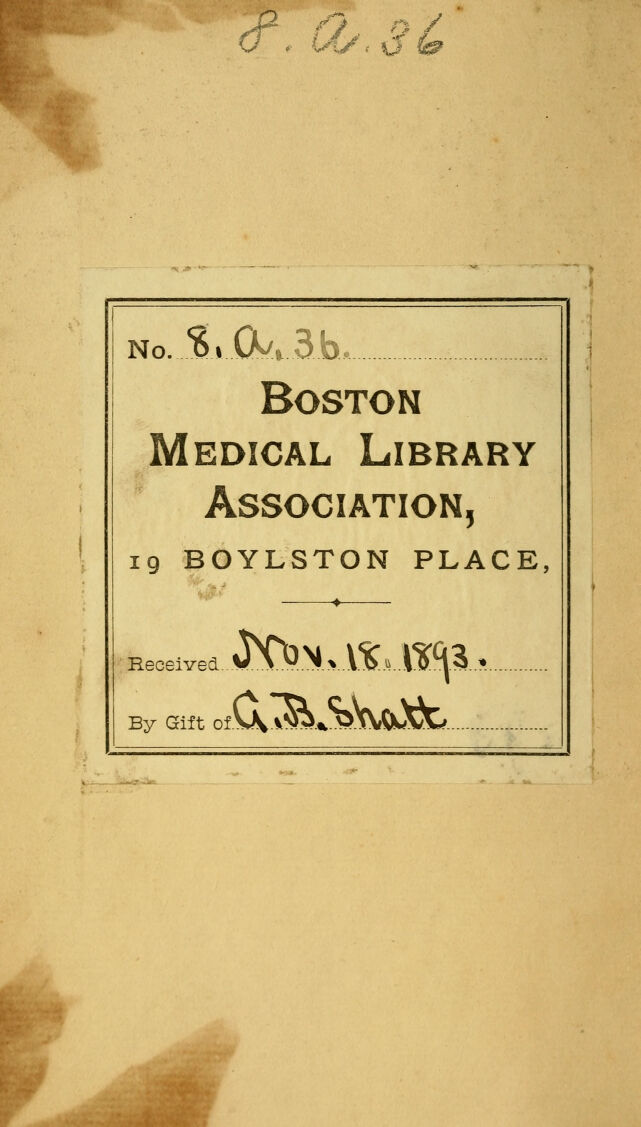 8. A. 36
No. 8. A. 36.
BOSTON
MEDICAL LIBRARY
ASSOCIATION,
19 BOYLSTON PLACE,
Received Nov. 18. 1893.
By Gift of G. B. Shatt